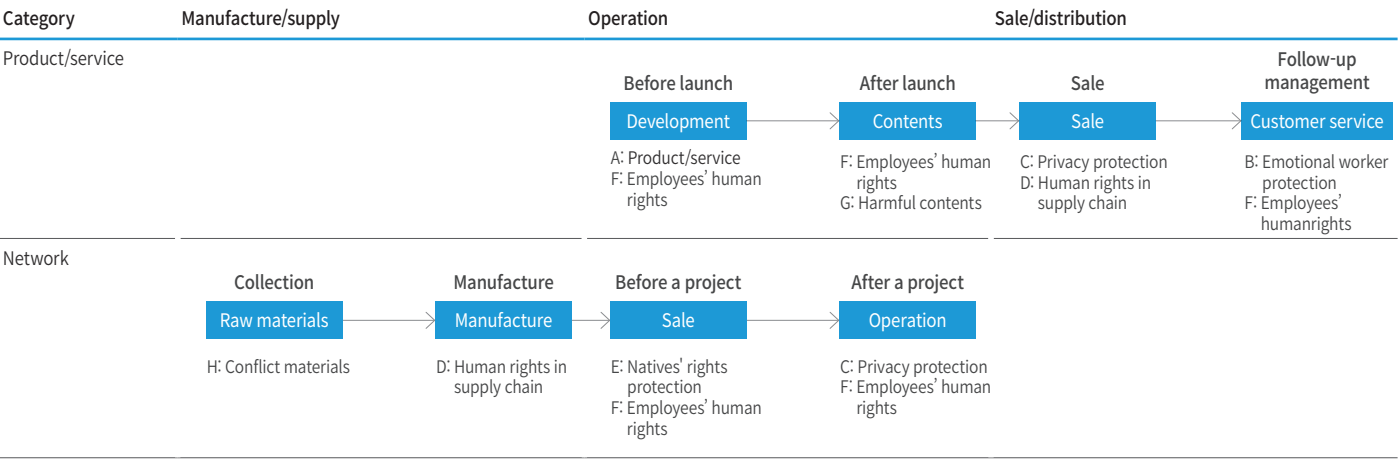 Category Manufacture/supply Operation Sale/distribution
Product/service
Before launch After launch Sale Follow-up
management
Development Contents Sale Customer service
A: Product/service
F: Employees’ human
rights
F: Employees’ human
rights
G: Harmful contents
C: Privacy protection
D: Human rights in
supply chain
B: Emotional worker
protection
F: Employees’
humanrights
Network
Collection Manufacture Before a project After a project
Raw materials Manufacture Sale Operation
H: Conflict materials
D: Human rights in
supply chain
E: Natives' rights
protection
F: Employees’ human
rights
C: Privacy protection
F: Employees’ human
rights